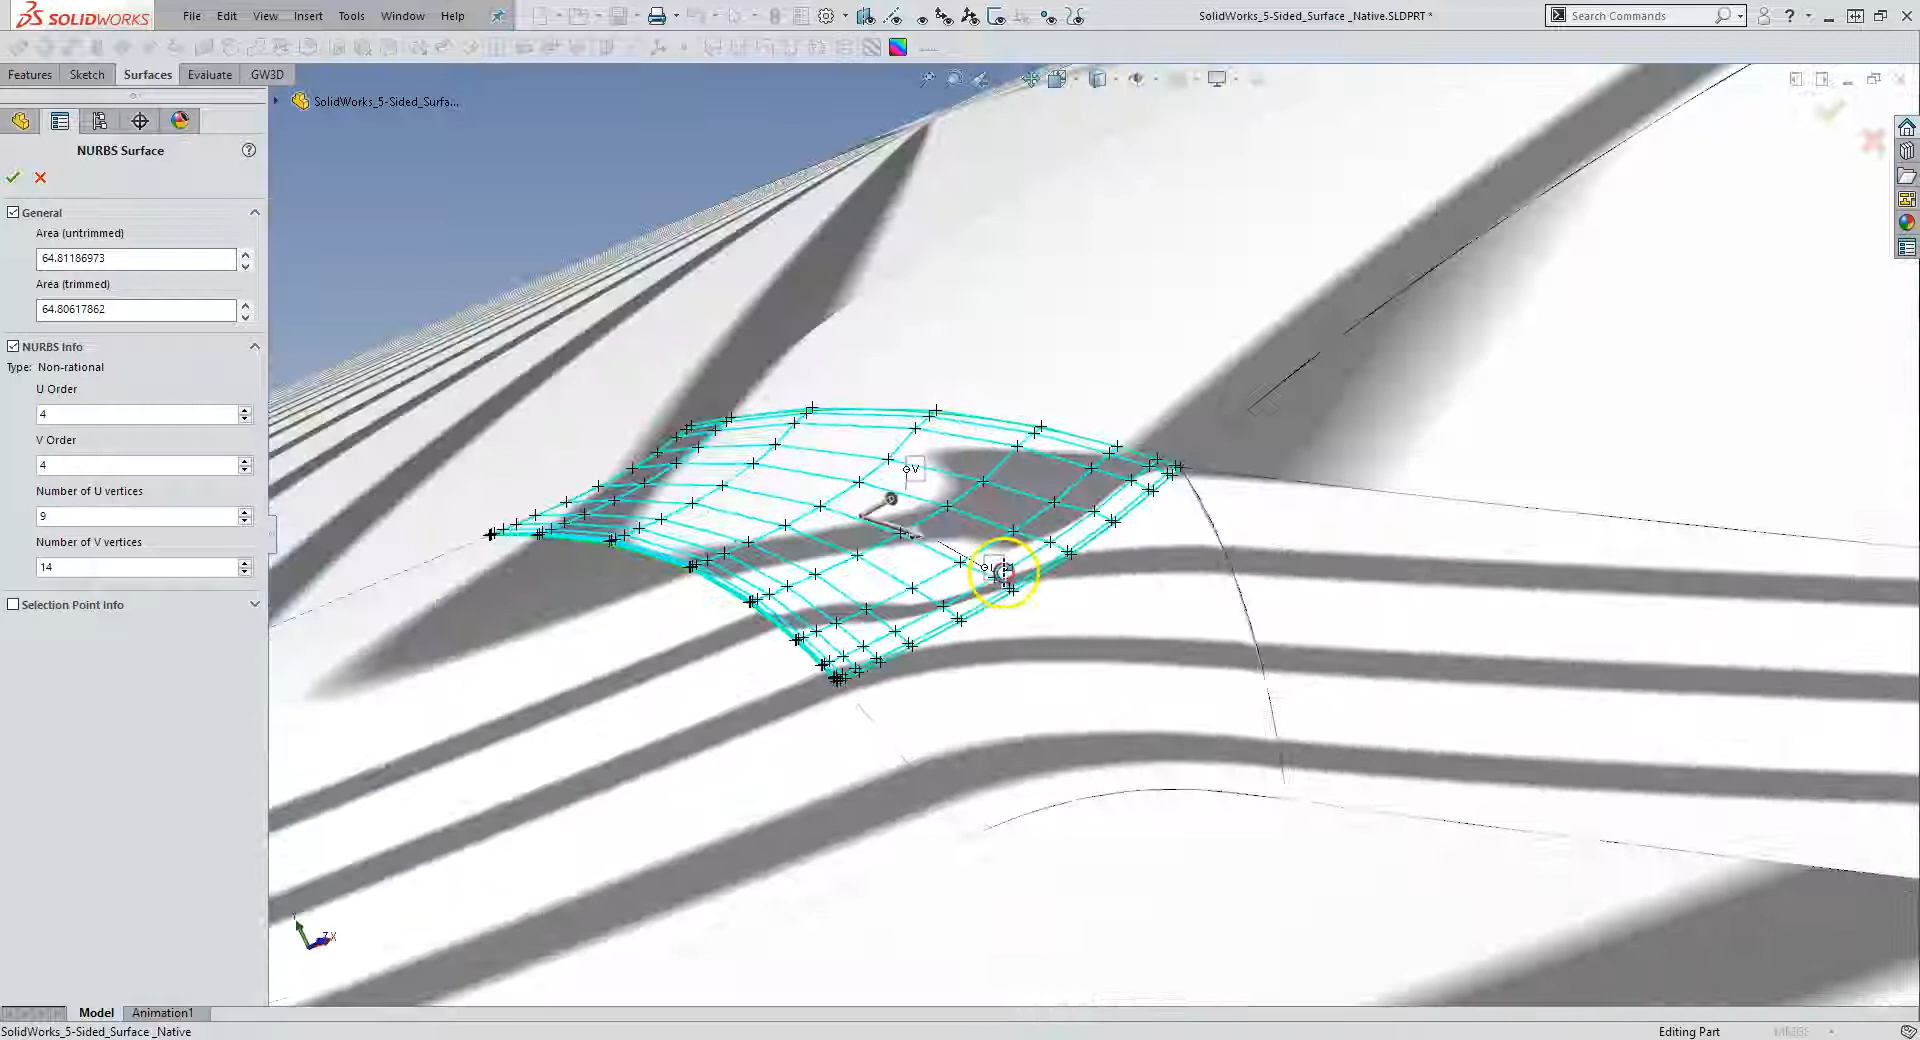 SOLIDWORKS
File Edit View Insert Tools Window Help
SolidWorks_5-Sided_Surface _Native.SLDPRT *
Search Commands
?
Features Sketch Surfaces Evaluate GW3D
SolidWorks_5-Sided_Surfa...
NURBS Surface
?
General
Area (untrimmed)
64.81186973
Area (trimmed)
64.80617862
NURBS Info
Type: Non-rational
U Order
4
V Order
4
Number of U vertices
9
Number of V vertices
14
Selection Point Info
V
Y
Z X
Model Animation1
SolidWorks_5-Sided_Surface _Native
Editing Part
MMGS